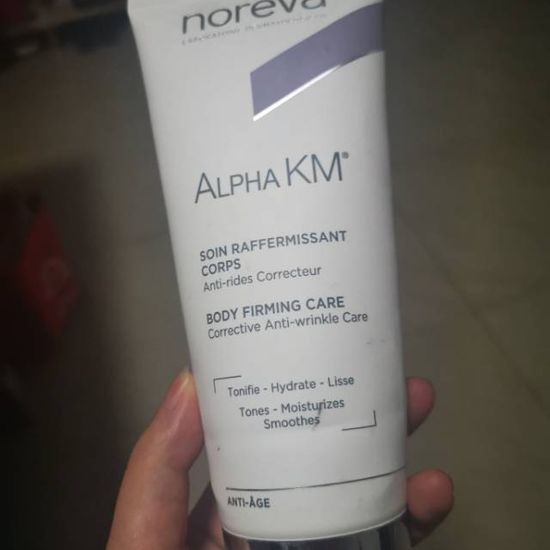 noreva
ALPHA KM®
SOIN RAFFERMISSANT
CORPS
Anti-rides Correcteur
BODY FIRMING CARE
Corrective Anti-wrinkle Care
Tonifie - Hydrate - Lisse
Tones - Moisturizes
Smoothes
ANTI-ÂGE